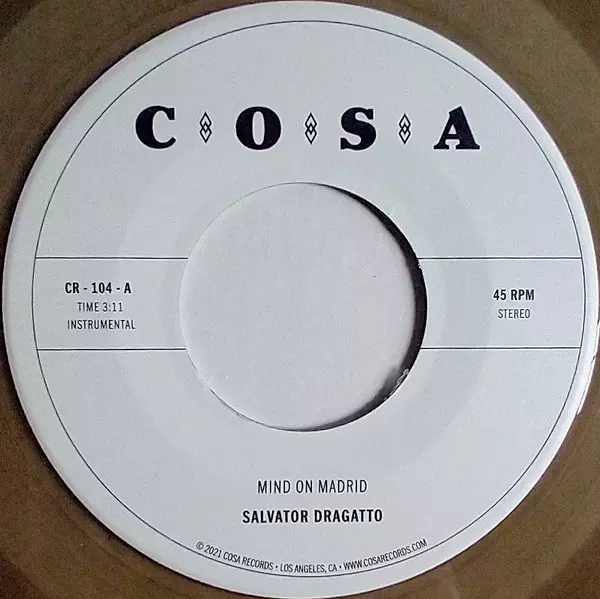 C O S A
CR - 104 - A
TIME 3:11
INSTRUMENTAL
45 RPM
STEREO
MIND ON MADRID
SALVATOR DRAGATTO
© 2021 COSA RECORDS • LOS ANGELES, CA • WWW.COSARECORDS.COM